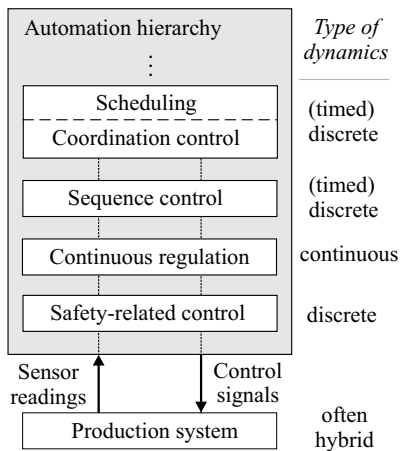 Automation hierarchy
Type of
dynamics
Scheduling
Coordination control
(timed)
discrete
Sequence control
(timed)
discrete
Continuous regulation
continuous
Safety-related control
discrete
Sensor
readings
Control
signals
Production system
often
hybrid